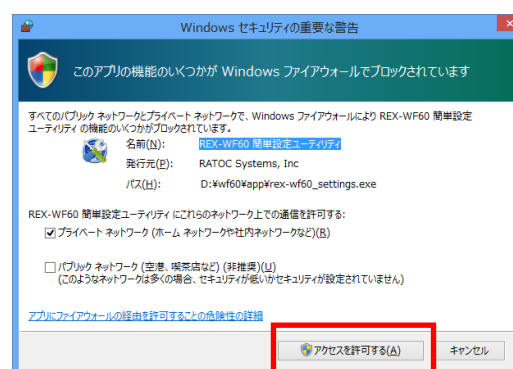 Windows セキュリティの重要な警告
このアプリの機能のいくつかが Windows ファイアウォールでブロックされています
すべてのパブリック ネットワークとプライベート ネットワークで、Windows ファイアウォールにより REX-WF60 簡単設定
ユーティリティ の機能のいくつかがブロックされています。
名前(N): REX-WF60 簡単設定ユーティリティ
発行元(P): RATOC Systems, Inc
パス(H): D:¥wf60¥app¥rex-wf60_settings.exe
REX-WF60 簡単設定ユーティリティ にこれらのネットワーク上での通信を許可する:
プライベート ネットワーク (ホーム ネットワークや社内ネットワークなど)(R)
パブリック ネットワーク (空港、喫茶店など) (非推奨)(U)
(このようなネットワークは多くの場合、セキュリティが低いかセキュリティが設定されていません)
アプリにファイアウォールの経由を許可することの危険性の詳細
アクセスを許可する(A) キャンセル